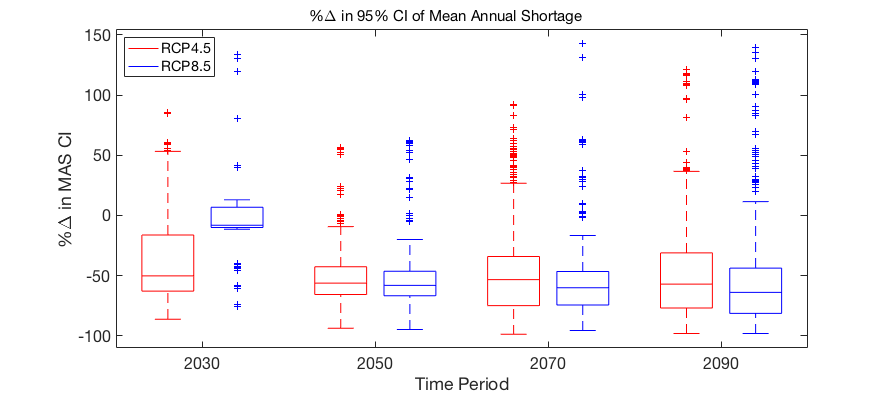 %Δ in 95% CI of Mean Annual Shortage
RCP4.5
RCP8.5
%Δ in MAS CI
150
100
50
0
-50
-100
2030
2050
2070
2090
Time Period